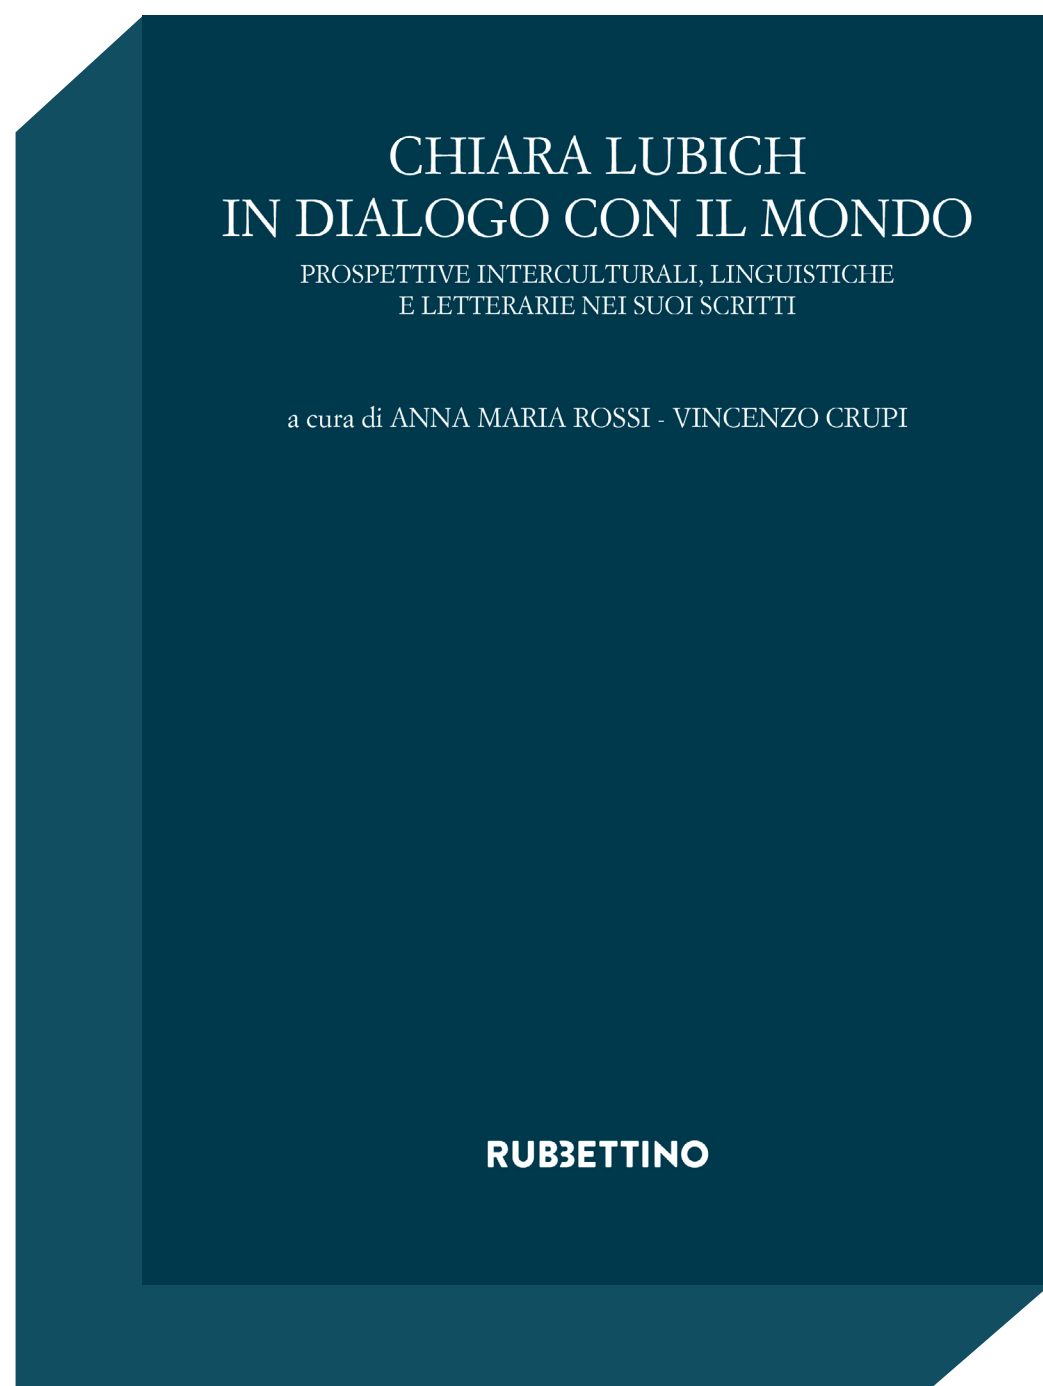 CHIARA LUBICH
IN DIALOGO CON IL MONDO
PROSPETTIVE INTERCULTURALI, LINGUISTICHE
E LETTERARIE NEI SUOI SCRITTI
a cura di ANNA MARIA ROSSI - VINCENZO CRUPI
RUBBETTINO